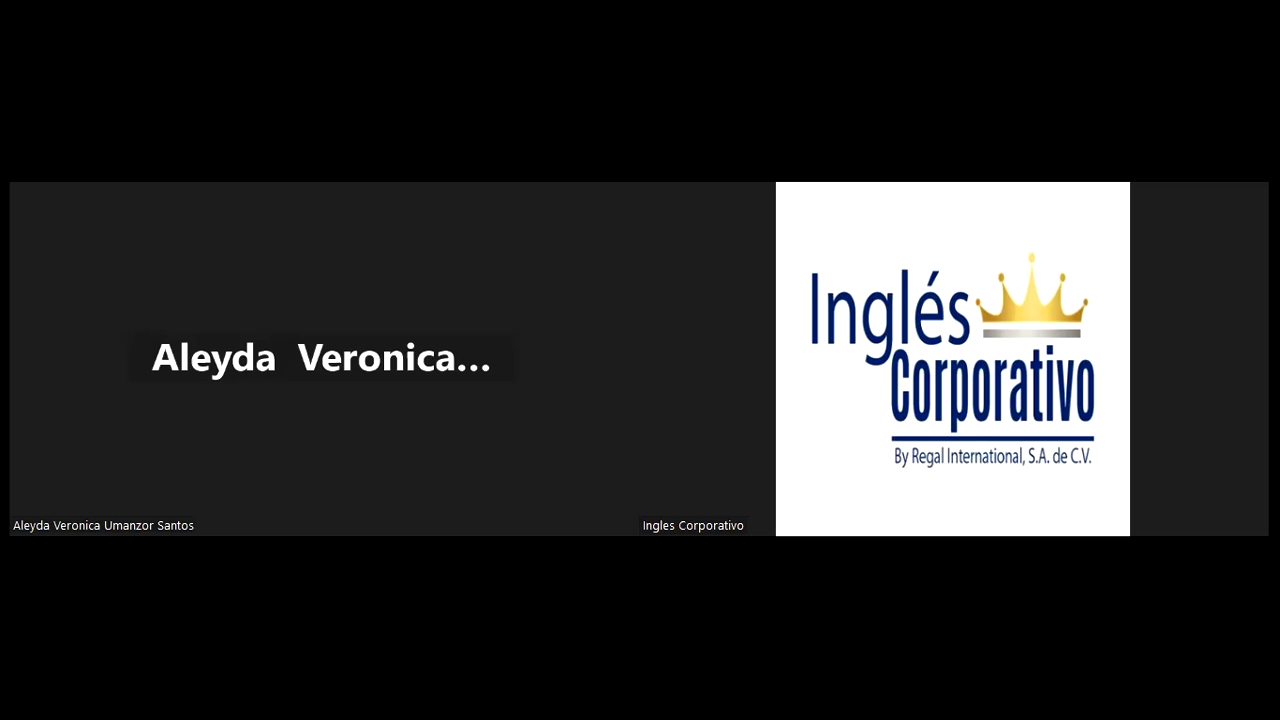 Aleyda Veronica...
Aleyda Veronica Umanzor Santos
Ingles Corporativo
Inglés
Corporativo
By Regal International, S.A. de C.V.